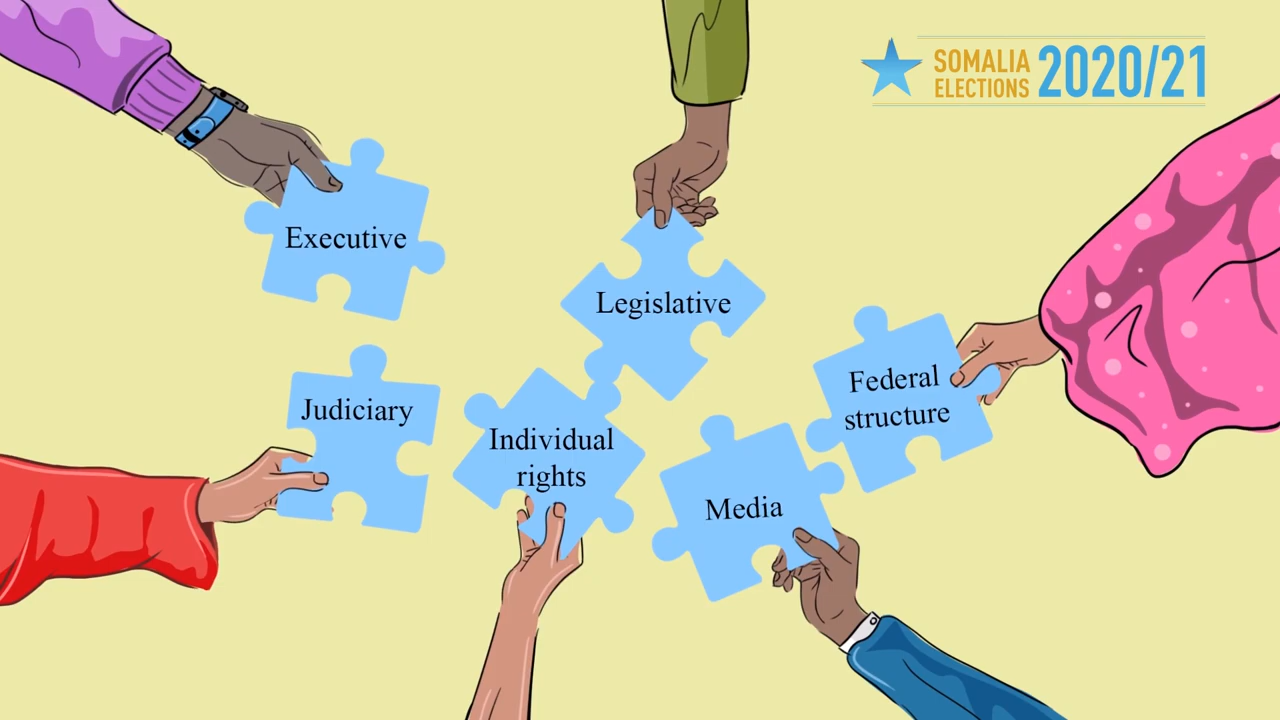 SOMALIA
ELECTIONS
2020/21
Executive
Legislative
Federal
structure
Judiciary
Individual
rights
Media